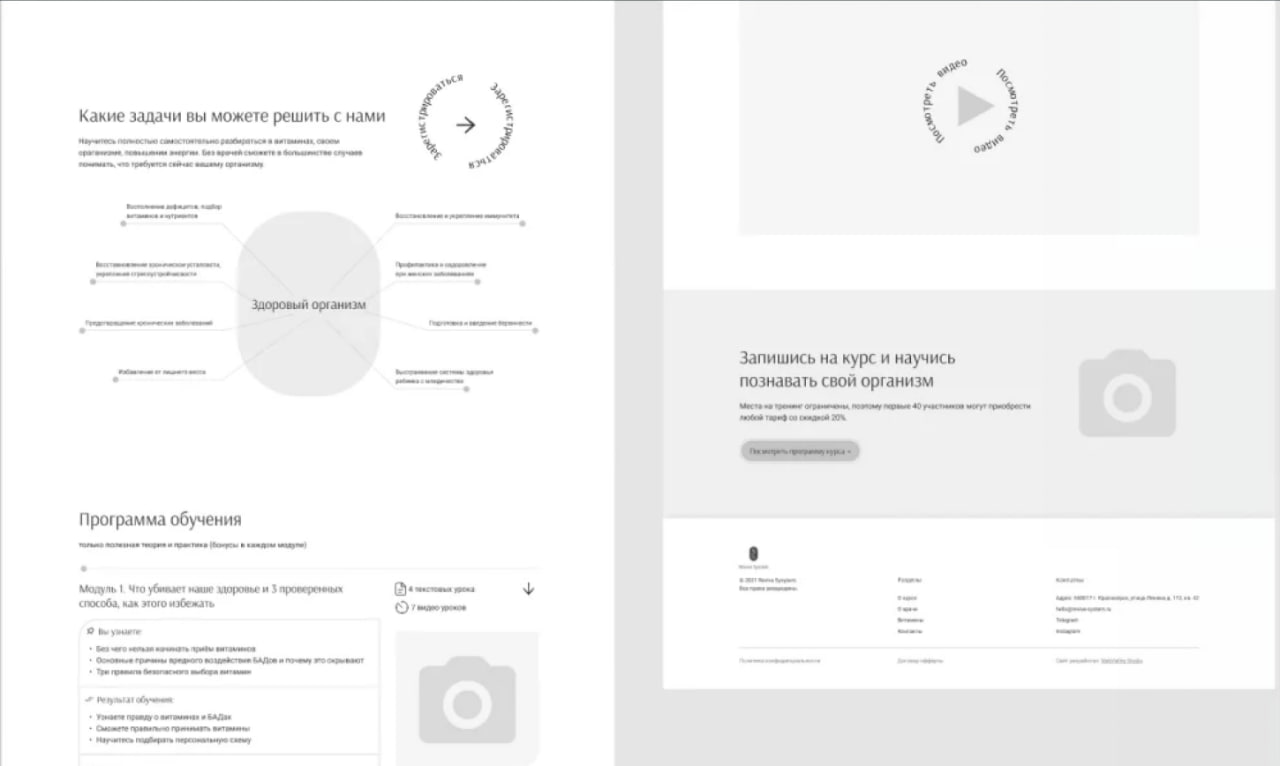 Какие задачи вы можете решить с нами
Научитесь полностью самостоятельно разбираться в витаминах, своем
организме, повышении энергии. Без врачей сможете в большинстве случаев
понимать, что требуется сейчас вашему организму.
Зарегистрироваться Зарегистрироваться
Восполнение дефицитов, подбор
витаминов и нутриентов
Восстановление и укрепление иммунитета
Восстановление хронической усталости,
укрепление стрессоустойчивости
Профилактика и оздоровление
при женских заболеваниях
Здоровый организм
Предотвращение хронических заболеваний
Подготовка и введение беременности
Избавление от лишнего веса
Выстраивание системы здоровья
ребенка с младенчества
Программа обучения
только полезная теория и практика (бонусы в каждом модуле)
Модуль 1. Что убивает наше здоровье и 3 проверенных
способа, как этого избежать
4 текстовых урока
7 видео уроков
Вы узнаете:
• Без чего нельзя начинать приём витаминов
• Основные причины вредного воздействия БАДов и почему это скрывают
• Три правила безопасного выбора витамин
Результат обучения:
• Узнаете правду о витаминах и БАДах
• Сможете правильно принимать витамины
• Научитесь подбирать персональную схему
Посмотреть видео Посмотреть видео
Запишись на курс и научись
познавать свой организм
Места на тренинг ограничены, поэтому первые 40 участников могут приобрести
любой тариф со скидкой 20%.
Посмотреть программу курса
© 2021
Все права защищены.
Разделы
О курсе
О враче
Витамины
Контакты
Контакты
г. Красноярск, улица Ленина д.
Telegram
Instagram
Политика конфиденциальности
Договор офферты
Сайт разработан: